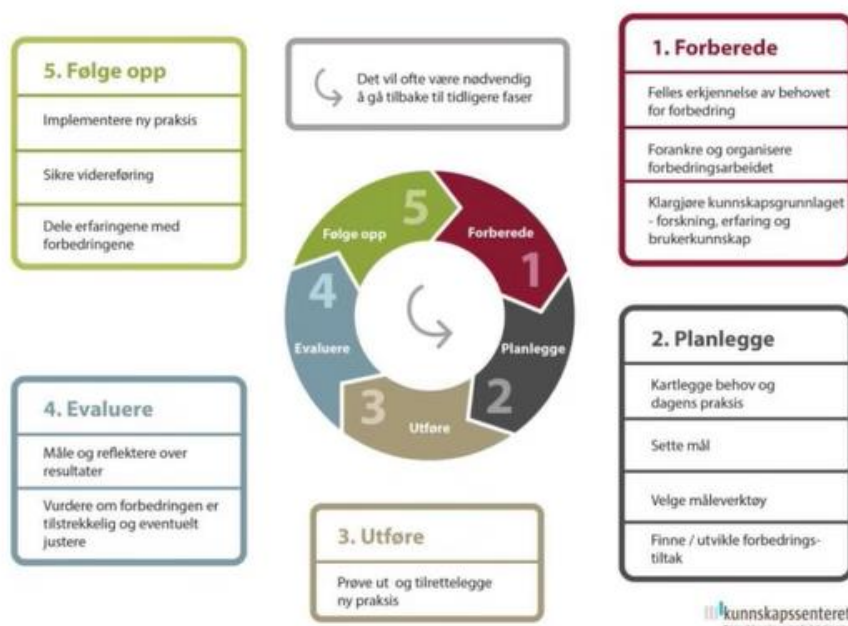 5. Følge opp
Implementere ny praksis
Sikre videreføring
Dele erfaringene med
forbedringene
Det vil ofte være nødvendig
å gå tilbake til tidligere faser
1. Forberede
Felles erkjennelse av behovet
for forbedring
Forankre og organisere
forbedringsarbeidet
Klargjøre kunnskapsgrunnlaget
- forskning, erfaring og
brukerkunnskap
5
Følge opp
Forberede
1
4
Evaluere
Planlegge
2
3
Utføre
2. Planlegge
Kartlegge behov og
dagens praksis
Sette mål
Velge måleverktøy
Finne / utvikle forbedrings-
tiltak
4. Evaluere
Måle og reflektere over
resultater
Vurdere om forbedringen er
tilstrekkelig og eventuelt
justere
3. Utføre
Prøve ut og tilrettelegge
ny praksis
kunnskapssenteret